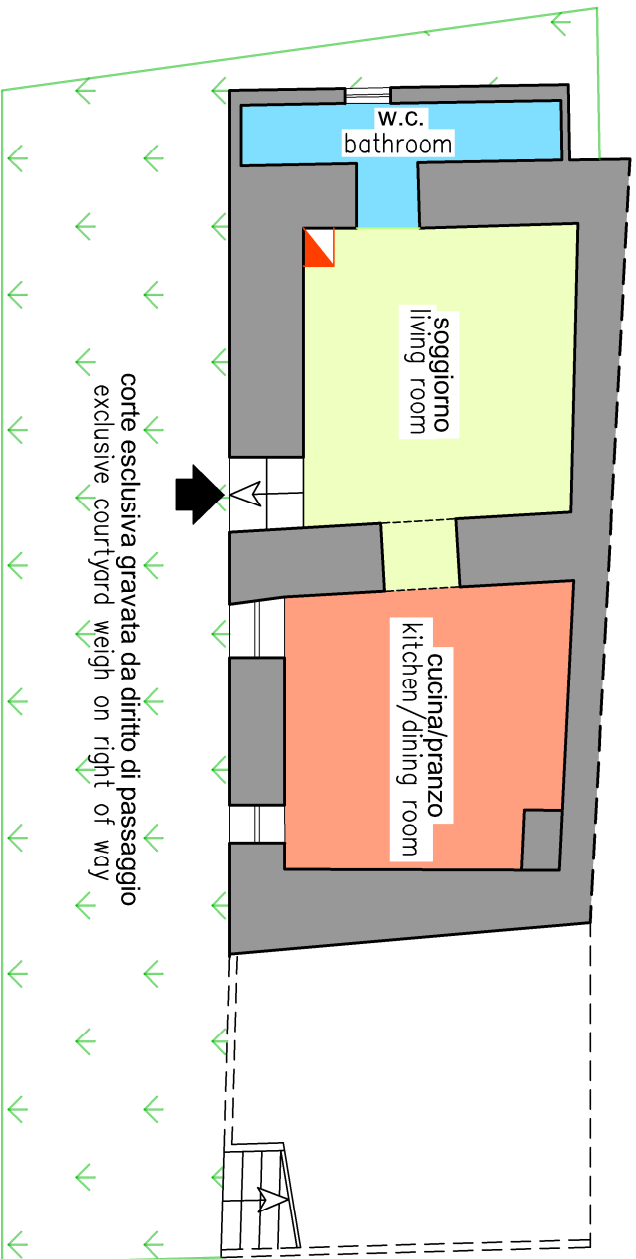 w.c.
bathroom
soggiorno
living room
cucina/pranzo
kitchen/dining room
corte esclusiva gravata da diritto di passaggio
exclusive courtyard weigh on right of way